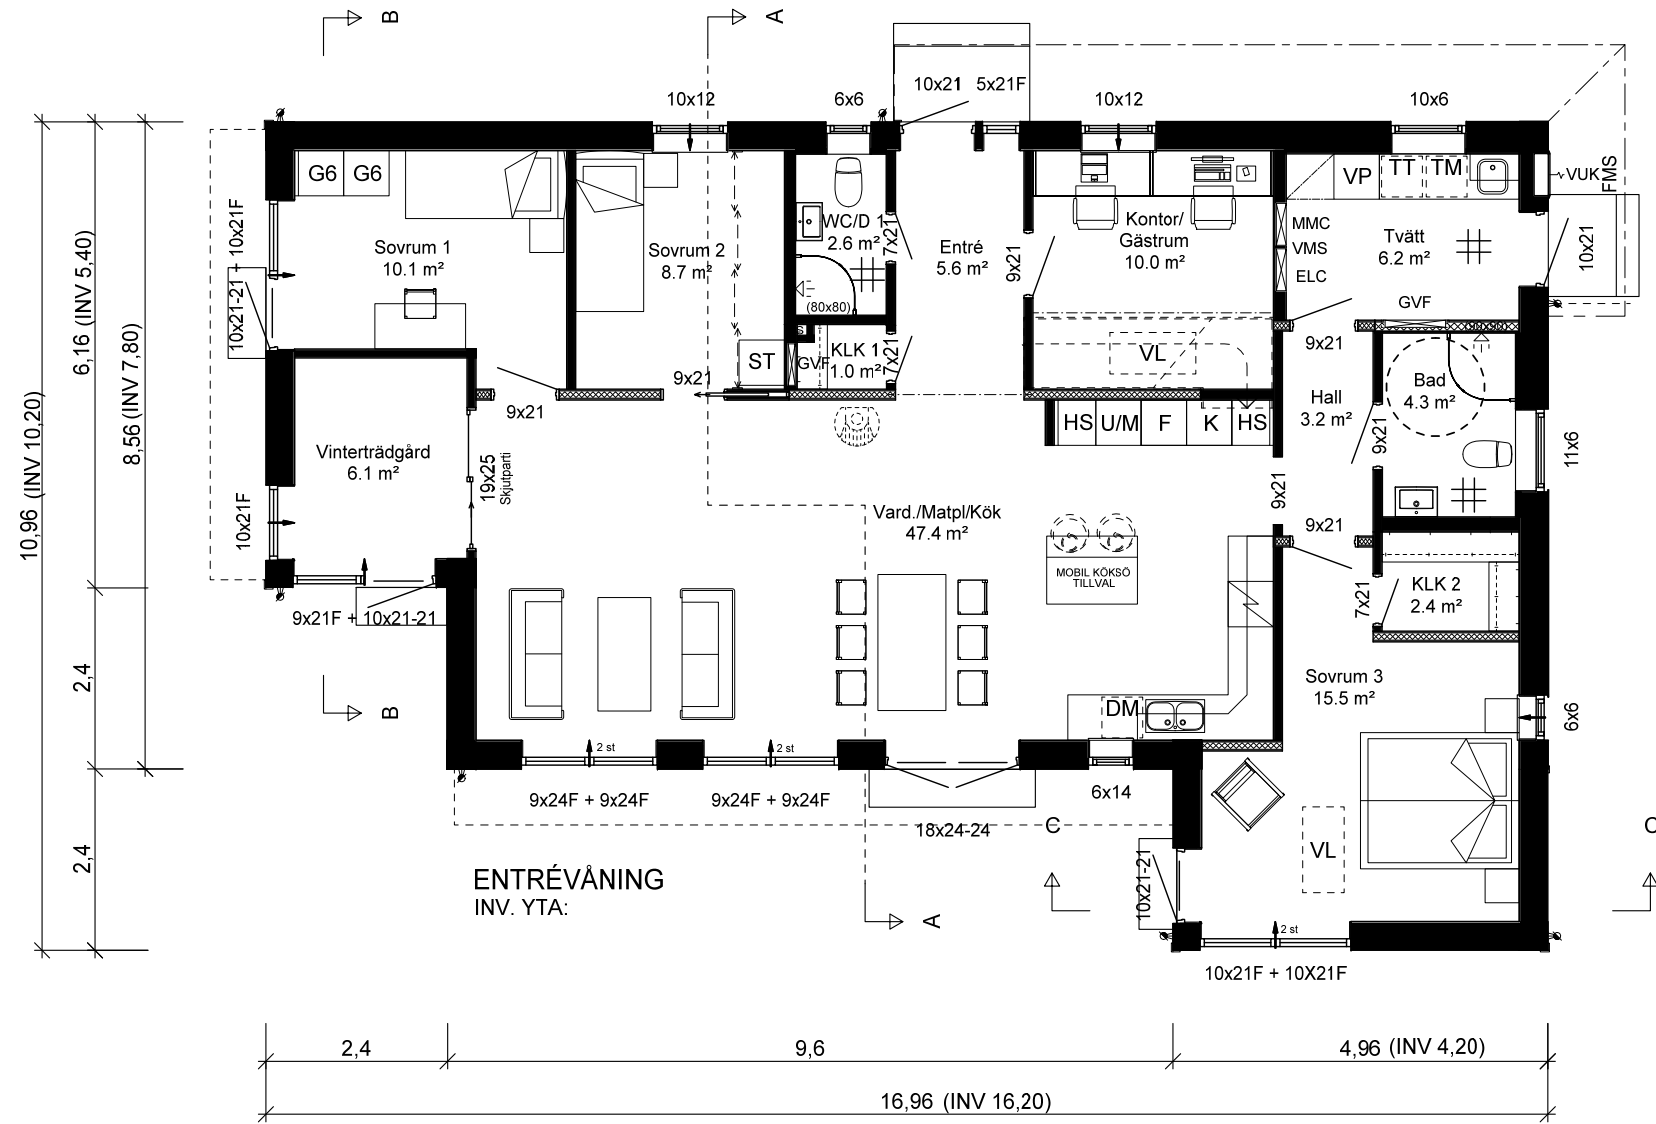 B
A
10x21 5x21F
10x12
6x6
10x12
10x6
G6 G6
VP
TT
TM
VUK
FMS
10x21-21 + 10x21F
Sovrum 1
10.1 m²
Sovrum 2
8.7 m²
WC/D 1
2.6 m²
7x21
(80x80)
Entré
5.6 m²
9x21
Kontor/
Gästrum
10.0 m²
MMC
VMS
ELC
Tvätt
6.2 m²
10x21
GVF
6,16 (INV 5,40)
8,56 (INV 7,80)
10,96 (INV 10,20)
2,4
2,4
ST
S
GVF
KLK 1
1.0 m²
7x21
VL
9x21
9x21
9x21
Bad
4.3 m²
Hall
3.2 m²
9x21
HS
U/M
F
K
HS
11x6
Vinterträdgård
6.1 m²
19x25
Skjutparti
10x21F
Vard./Matpl/Kök
47.4 m²
9x21
9x21
MOBIL KÖKSÖ
TILLVAL
KLK 2
2.4 m²
7x21
9x21F + 10x21-21
B
Sovrum 3
15.5 m²
6x6
DM
2 st
2 st
9x24F + 9x24F
9x24F + 9x24F
6x14
18x24-24
C
C
VL
10x21-21
ENTRÉVÅNING
INV. YTA:
A
2 st
10x21F + 10X21F
2,4
9,6
4,96 (INV 4,20)
16,96 (INV 16,20)